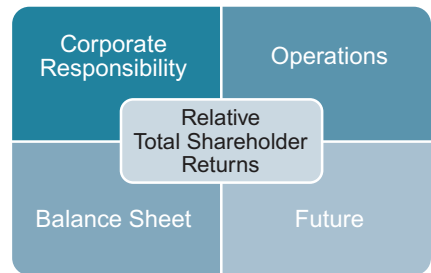 Corporate
Responsibility
Operations
Relative
Total Shareholder
Returns
Balance Sheet
Future